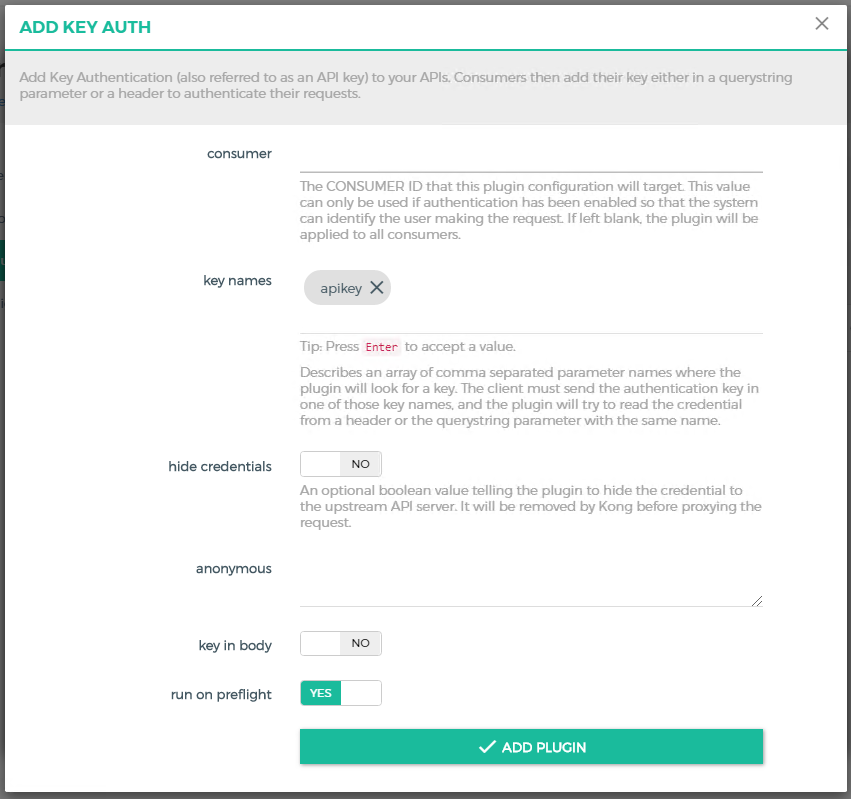 ADD KEY AUTH
Add Key Authentication (also referred to as an API key) to your APIs. Consumers then add their key either in a querystring
parameter or a header to authenticate their requests.
consumer
The CONSUMER ID that this plugin configuration will target. This value
can only be used if authentication has been enabled so that the system
can identify the user making the request. If left blank, the plugin will be
applied to all consumers.
key names
apikey
Tip: Press Enter to accept a value.
Describes an array of comma separated parameter names where the
plugin will look for a key. The client must send the authentication key in
one of those key names, and the plugin will try to read the credential
from a header or the querystring parameter with the same name.
hide credentials
NO
An optional boolean value telling the plugin to hide the credential to
the upstream API server. It will be removed by Kong before proxying the
request.
anonymous
key in body
NO
run on preflight
YES
ADD PLUGIN